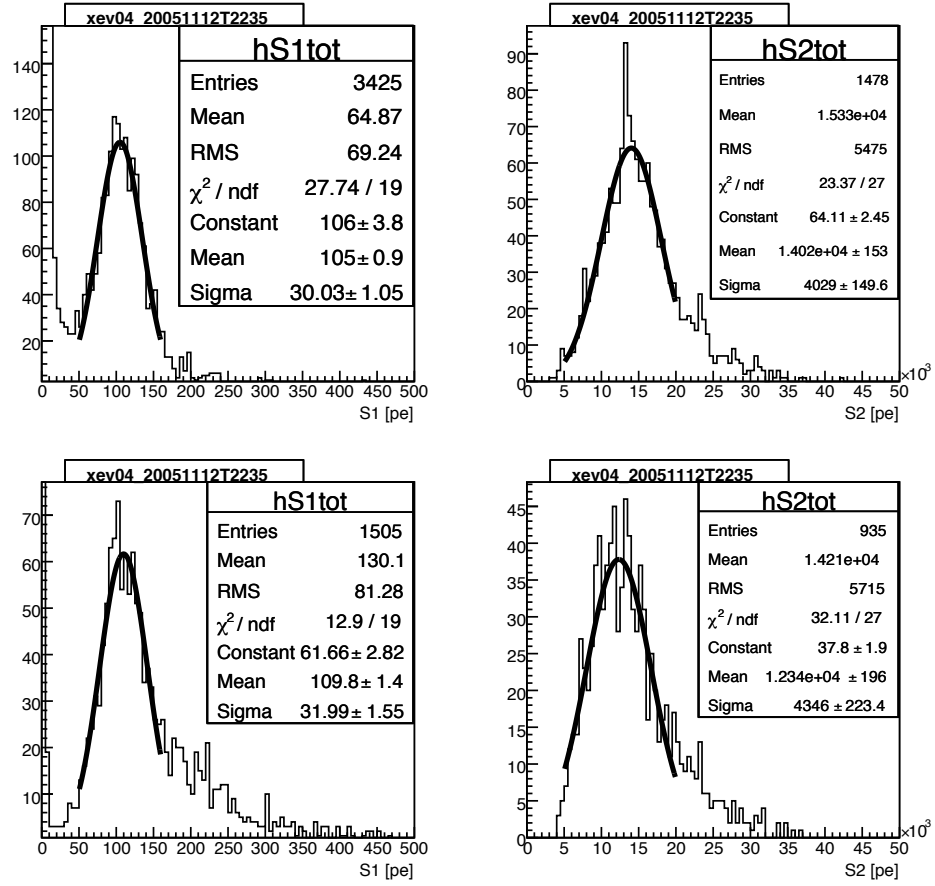 xev04_20051112T2235
hS1tot
Entries 3425
Mean 64.87
RMS 69.24
χ² / ndf 27.74 / 19
Constant 106± 3.8
Mean 105± 0.9
Sigma 30.03± 1.05
140
120
100
80
60
40
20
0 50 100 150 200 250 300 350 400 450 500
S1 [pe]
xev04_20051112T2235
hS2tot
Entries 1478
Mean 1.533e+04
RMS 5475
χ² / ndf 23.37 / 27
Constant 64.11 ± 2.45
Mean 1.402e+04 ± 153
Sigma 4029 ± 149.6
90
80
70
60
50
40
30
20
10
0
0 5 10 15 20 25 30 35 40 45 50
×10³
S2 [pe]
xev04_20051112T2235
hS1tot
Entries 1505
Mean 130.1
RMS 81.28
χ² / ndf 12.9 / 19
Constant 61.66 ± 2.82
Mean 109.8 ± 1.4
Sigma 31.99 ± 1.55
70
60
50
40
30
20
10
0 50 100 150 200 250 300 350 400 450 500
S1 [pe]
xev04_20051112T2235
hS2tot
Entries 935
Mean 1.421e+04
RMS 5715
χ² / ndf 32.11 / 27
Constant 37.8 ± 1.9
Mean 1.234e+04 ± 196
Sigma 4346 ± 223.4
45
40
35
30
25
20
15
10
5
0
0 5 10 15 20 25 30 35 40 45 50
×10³
S2 [pe]